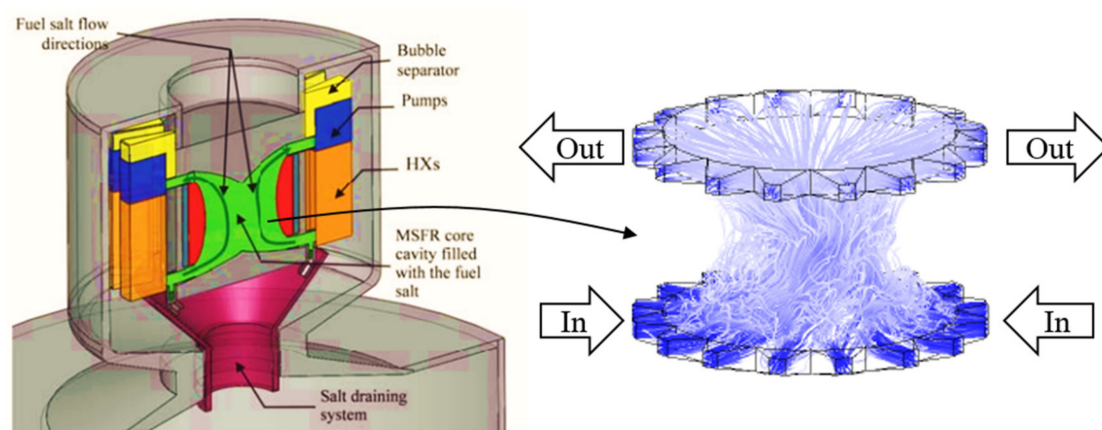 Fuel salt flow
directions
Bubble
separator
Pumps
HXs
MSFR core
cavity filled
with the fuel
salt
Salt draining
system
Out
Out
In
In